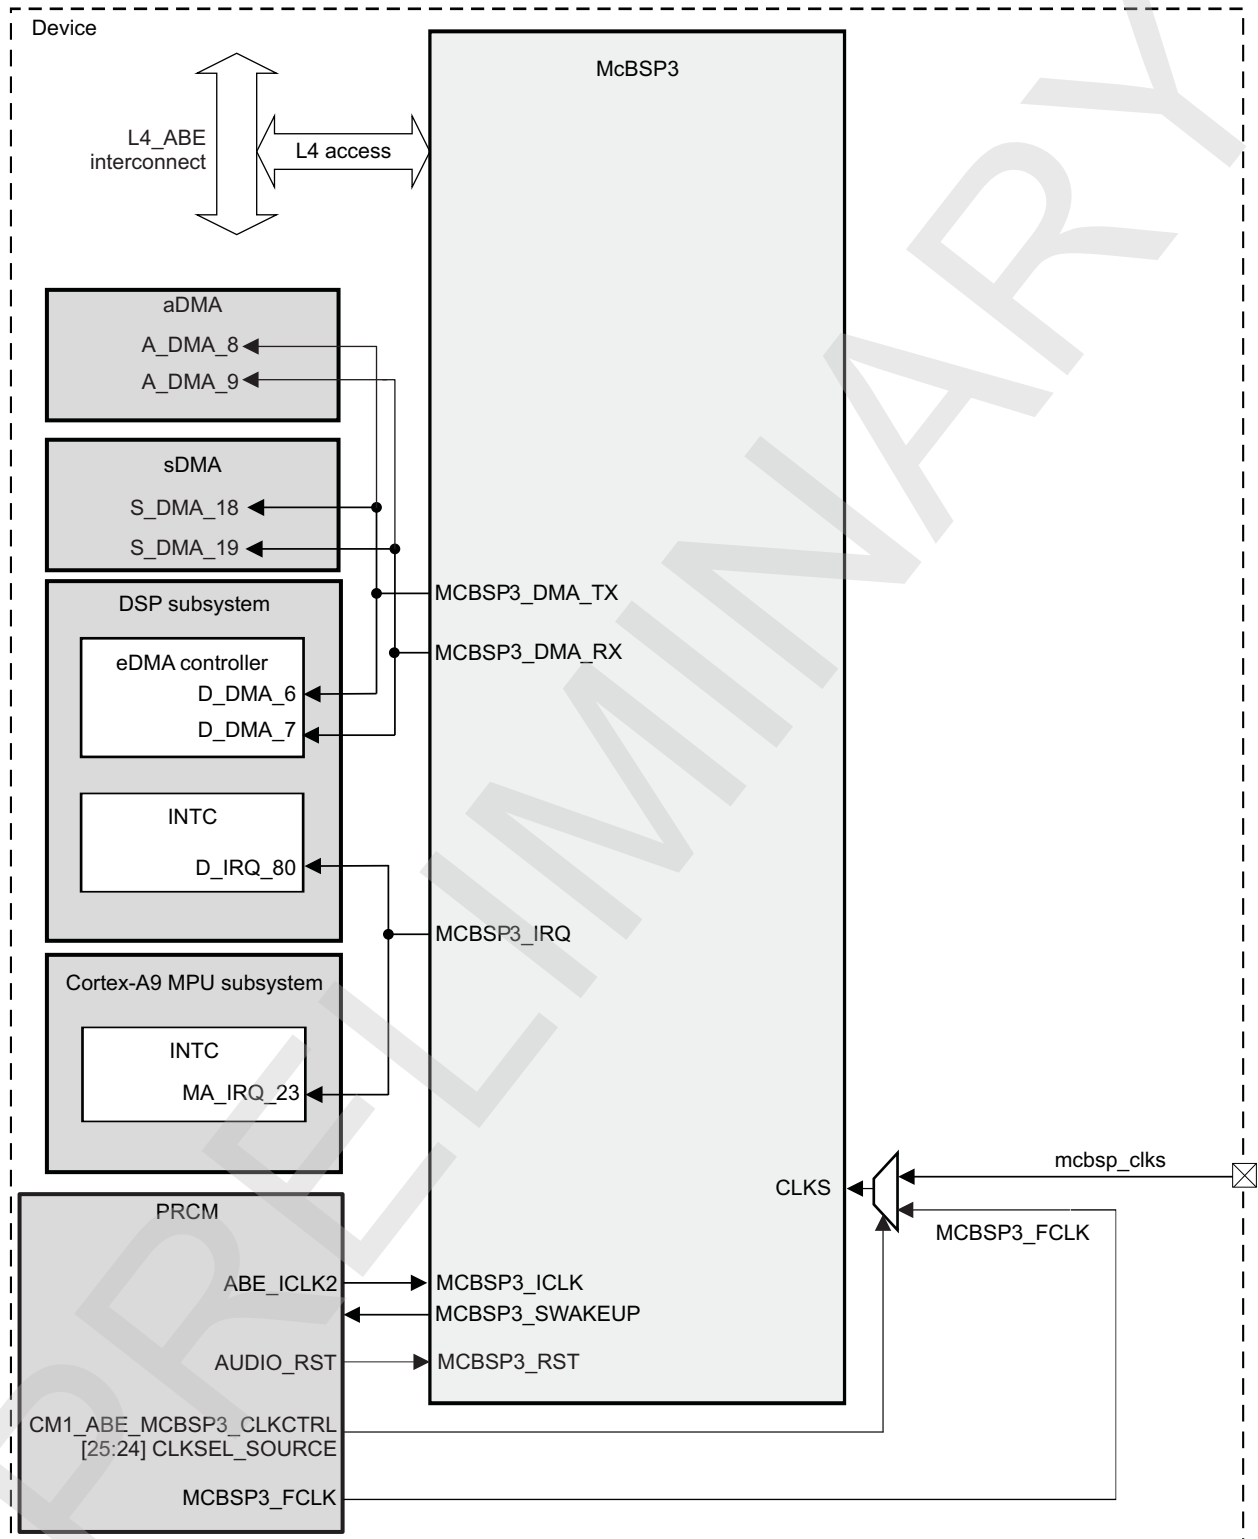 Device
McBSP3
L4_ABE
interconnect
L4 access
aDMA
A_DMA_8
A_DMA_9
sDMA
S_DMA_18
S_DMA_19
DSP subsystem
MCBSP3_DMA_TX
eDMA controller
MCBSP3_DMA_RX
D_DMA_6
D_DMA_7
INTC
D_IRQ_80
MCBSP3_IRQ
Cortex-A9 MPU subsystem
INTC
MA_IRQ_23
mcbsp_clks
CLKS
PRCM
MCBSP3_FCLK
ABE_ICLK2
MCBSP3_ICLK
MCBSP3_SWAKEUP
AUDIO_RST
MCBSP3_RST
CM1_ABE_MCBSP3_CLKCTRL
[25:24] CLKSEL_SOURCE
MCBSP3_FCLK
PRELIMINARY